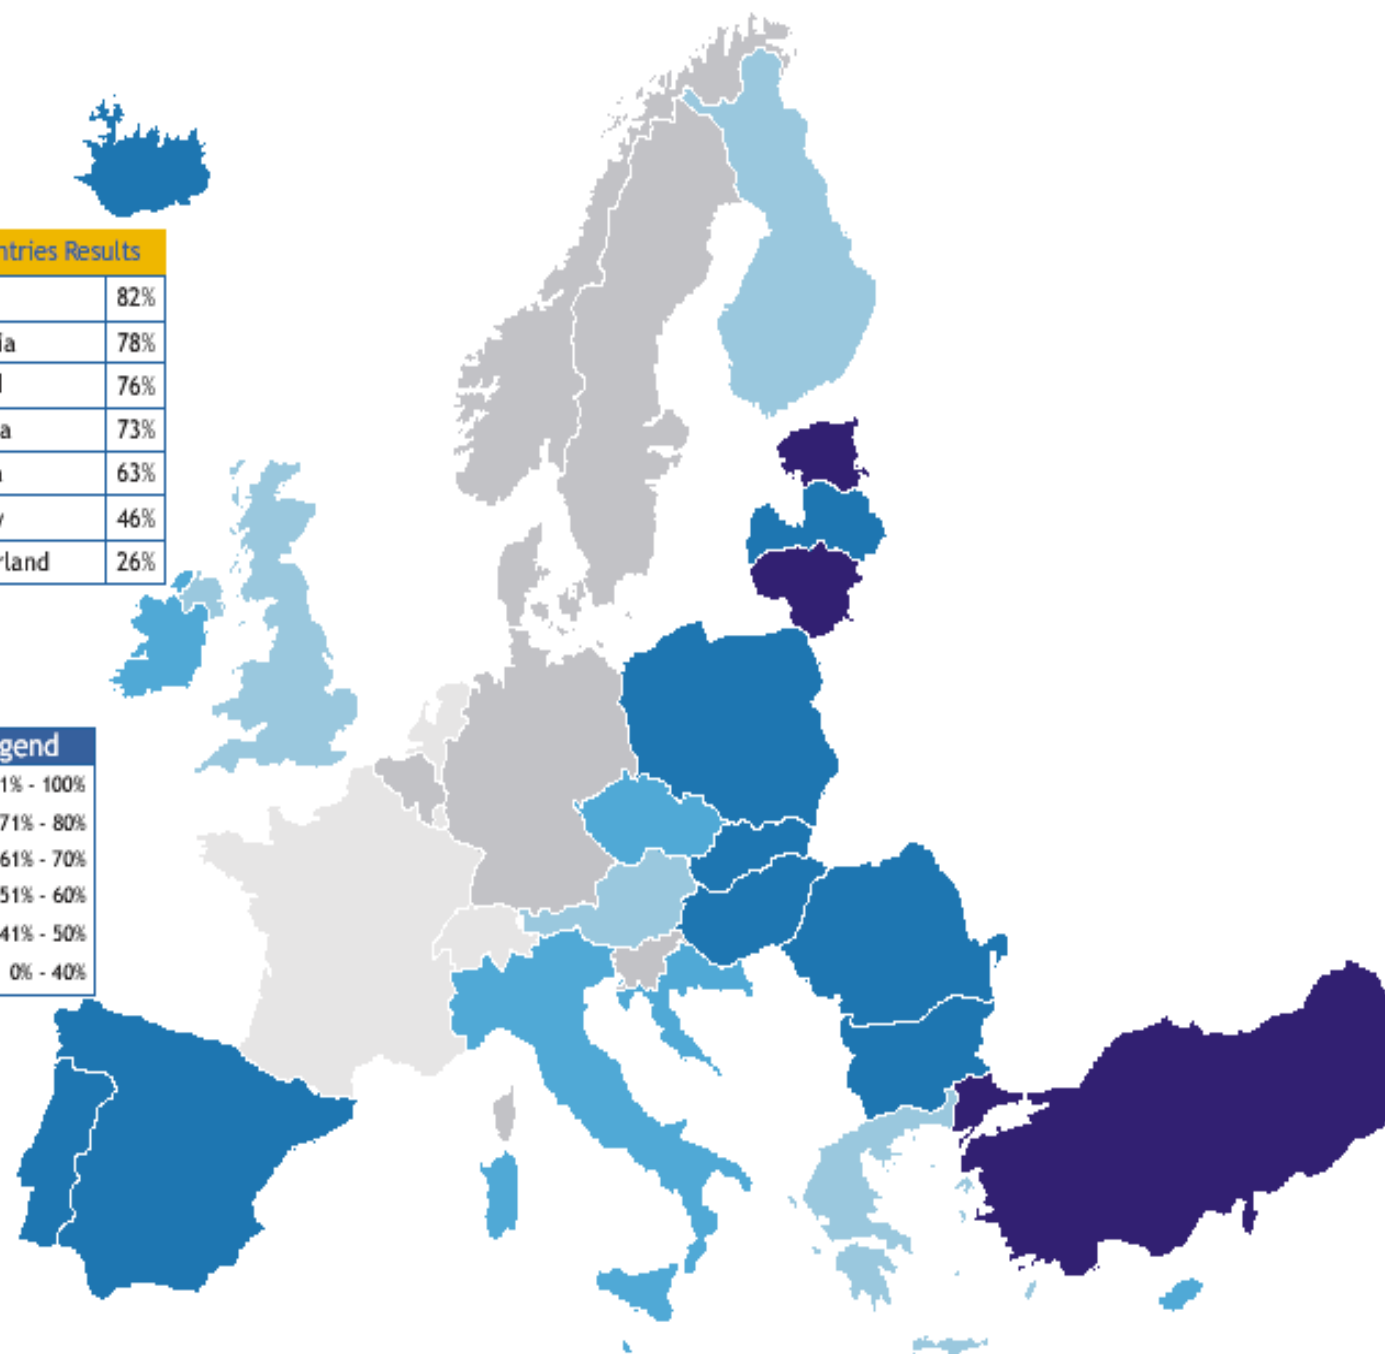 ntries Results
82%
ia 78%
76%
a 73%
63%
46%
rland 26%
gend
1% - 100%
71% - 80%
61% - 70%
51% - 60%
41% - 50%
0% - 40%